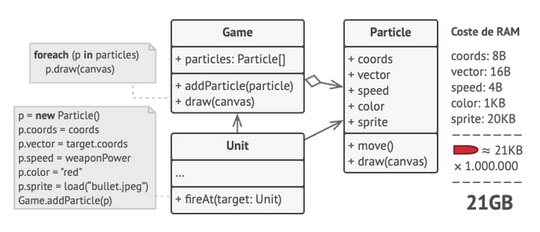 foreach (p in particles)
p.draw(canvas)
p = new Particle()
p.coords = coords
p.vector = target.coords
p.speed = weaponPower
p.color = "red"
p.sprite = load("bullet.jpeg")
Game.addParticle(p)
Game
+ particles: Particle[]
+ addParticle(particle)
+ draw(canvas)
Unit
...
+ fireAt(target: Unit)
Particle
+ coords
+ vector
+ speed
+ color
+ sprite
+ move()
+ draw(canvas)
Coste de RAM
coords: 8B
vector: 16B
speed: 4B
color: 1KB
sprite: 20KB
≈ 21KB
× 1.000.000
21GB